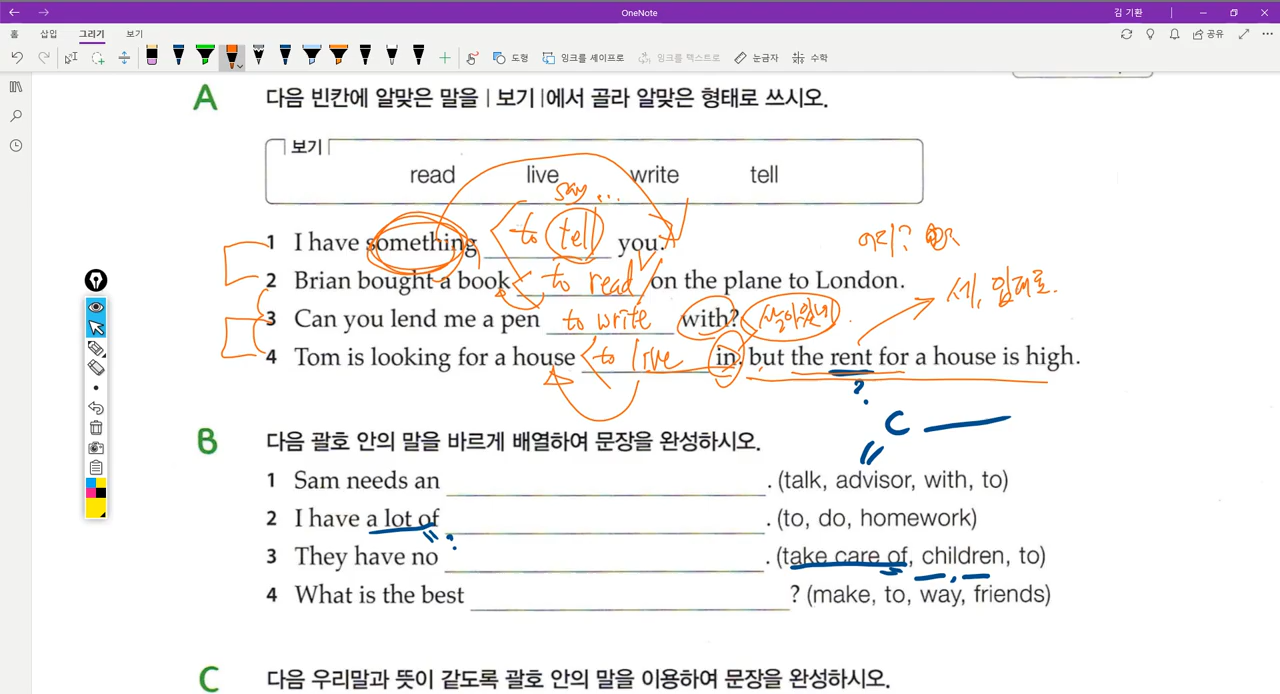 OneNote
김 기환
홈 삽입 그리기 보기
공유
도형 잉크를 셰이프로 잉크를 텍스트로 눈금자 수학
A 다음 빈칸에 알맞은 말을 | 보기 |에서 골라 알맞은 형태로 쓰시오.
보기
read live write tell
say...
1 I have something to tell you.
2 Brian bought a book to read on the plane to London.
세, 임대료.
3 Can you lend me a pen to write with?
4 Tom is looking for a house to live in, but the rent for a house is high.
?
C
B 다음 괄호 안의 말을 바르게 배열하여 문장을 완성하시오.
1 Sam needs an . (talk, advisor, with, to)
2 I have a lot of . (to, do, homework)
3 They have no . (take care of, children, to)
4 What is the best ? (make, to, way, friends)
C 다음 우리말과 뜻이 같도록 괄호 안의 말을 이용하여 문장을 완성하시오.